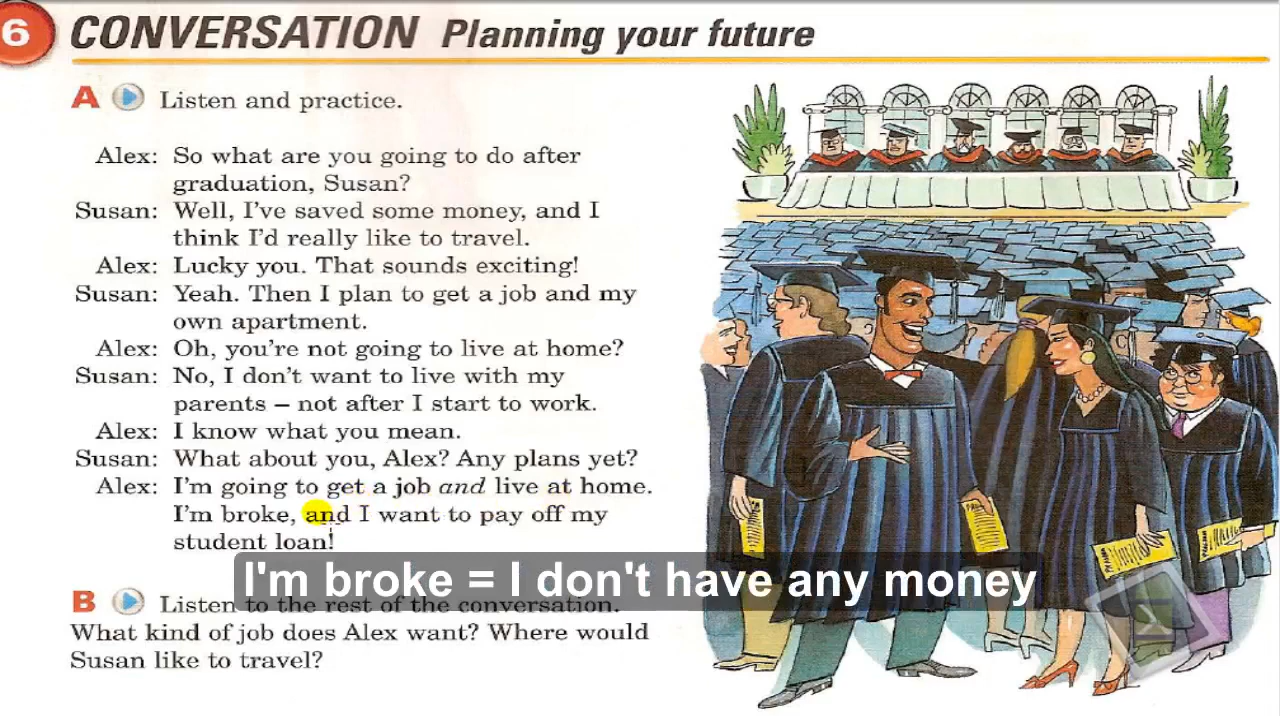 6 CONVERSATION Planning your future
A Listen and practice.
Alex: So what are you going to do after
graduation, Susan?
Susan: Well, I've saved some money, and I
think I'd really like to travel.
Alex: Lucky you. That sounds exciting!
Susan: Yeah. Then I plan to get a job and my
own apartment.
Alex: Oh, you're not going to live at home?
Susan: No, I don't want to live with my
parents – not after I start to work.
Alex: I know what you mean.
Susan: What about you, Alex? Any plans yet?
Alex: I'm going to get a job and live at home.
I'm broke, and I want to pay off my
student loan!
I'm broke = I don't have any money
B Listen to the rest of the conversation.
What kind of job does Alex want? Where would
Susan like to travel?